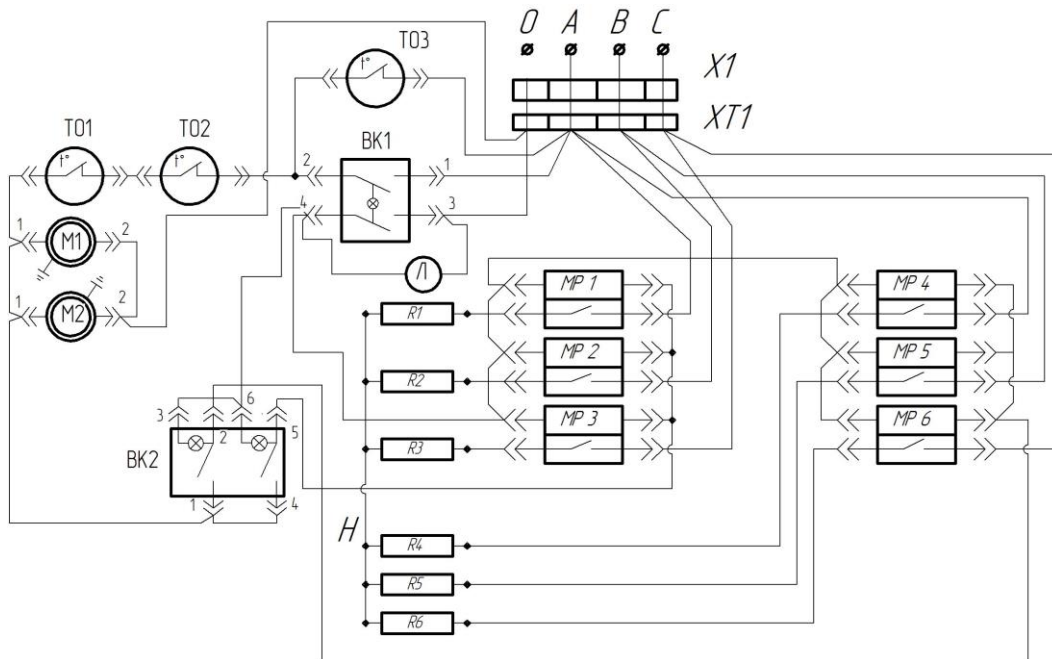 O A B C
X1
XT1
TO3
t°
TO1 TO2
t° t°
BK1
2 1
4 3
1 M1 2
1 M2 2
Л
MP 1 MP 4
R1
MP 2 MP 5
R2
MP 3 MP 6
R3
3 2 6 5
BK2
1 4
H
R4
R5
R6